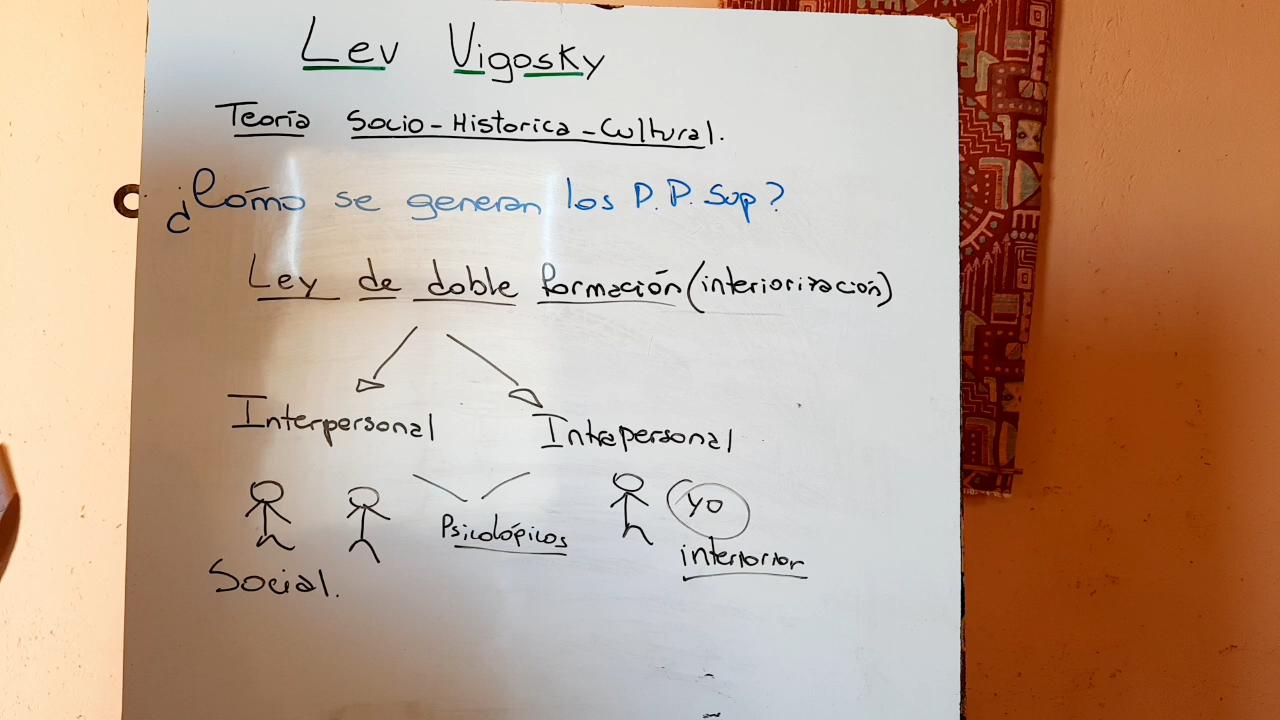 Lev Vigosky
Teoría Socio-Historica-Cultural.
¿Cómo se generan los P.P. Sup?
Ley de doble formación (interiorización)
Interpersonal Intrapersonal
Psicológicos yo
Social. interiorior